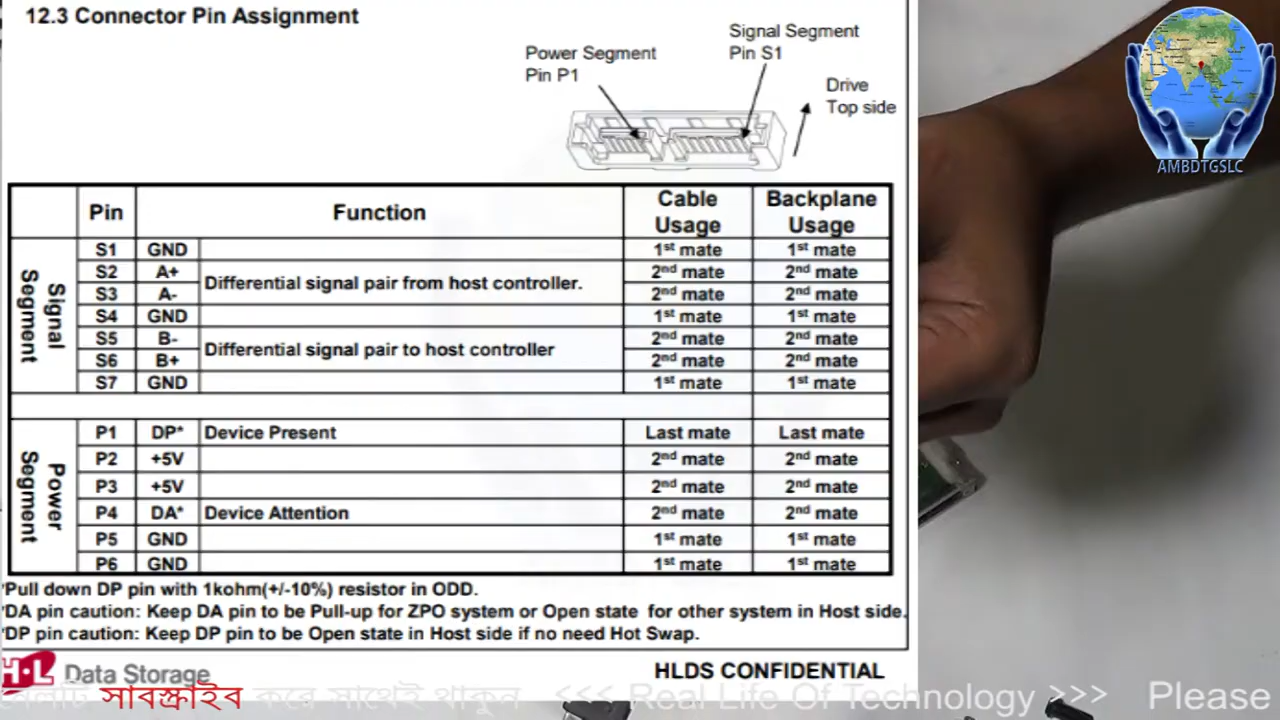 12.3 Connector Pin Assignment
Power Segment
Pin P1
Signal Segment
Pin S1
Drive
Top side
AMBDTGSLC
Pin Function Cable Usage Backplane Usage
Signal Segment
S1 GND 1st mate 1st mate
S2 A+ Differential signal pair from host controller. 2nd mate 2nd mate
S3 A- 2nd mate 2nd mate
S4 GND 1st mate 1st mate
S5 B- Differential signal pair to host controller 2nd mate 2nd mate
S6 B+ 2nd mate 2nd mate
S7 GND 1st mate 1st mate
Power Segment
P1 DP* Device Present Last mate Last mate
P2 +5V 2nd mate 2nd mate
P3 +5V 2nd mate 2nd mate
P4 DA* Device Attention 2nd mate 2nd mate
P5 GND 1st mate 1st mate
P6 GND 1st mate 1st mate
*Pull down DP pin with 1kohm(+/-10%) resistor in ODD.
*DA pin caution: Keep DA pin to be Pull-up for ZPO system or Open state for other system in Host side.
*DP pin caution: Keep DP pin to be Open state in Host side if no need Hot Swap.
H·L Data Storage
HLDS CONFIDENTIAL
সাবস্ক্রাইব করে সাথেই থাকুন <<< Real Life Of Technology >>> Please